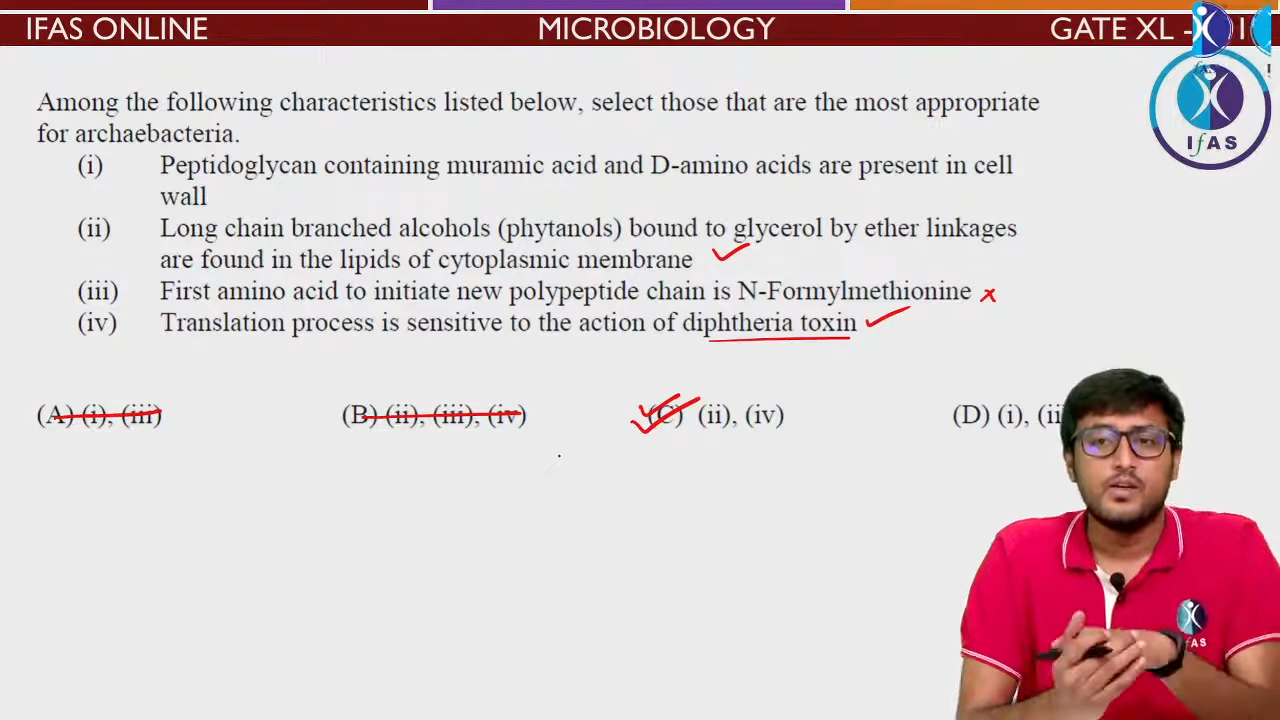 IFAS ONLINE MICROBIOLOGY GATE XL -
Among the following characteristics listed below, select those that are the most appropriate
for archaebacteria.
(i) Peptidoglycan containing muramic acid and D-amino acids are present in cell
wall
(ii) Long chain branched alcohols (phytanols) bound to glycerol by ether linkages
are found in the lipids of cytoplasmic membrane
(iii) First amino acid to initiate new polypeptide chain is N-Formylmethionine
(iv) Translation process is sensitive to the action of diphtheria toxin
(A) (i), (iii) (B) (ii), (iii), (iv) (C) (ii), (iv) (D) (i),
IfAS